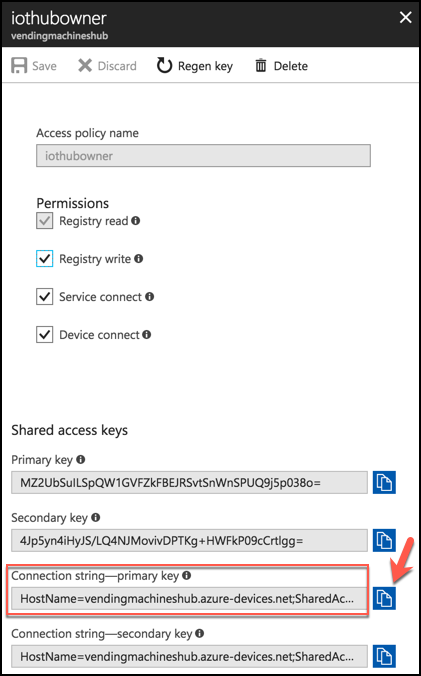 iothubowner
vendingmachineshub
Save Discard Regen key Delete
Access policy name
iothubowner
Permissions
Registry read
Registry write
Service connect
Device connect
Shared access keys
Primary key
MZ2UbSuILSpQW1GVFZkFBEJRSvtSnWnSPUQ9j5p038o=
Secondary key
4Jp5yn4iHyJS/LQ4NJMovivDPTKg+HWFkP09cCrtlgg=
Connection string—primary key
HostName=vendingmachineshub.azure-devices.net;SharedAc...
Connection string—secondary key
HostName=vendingmachineshub.azure-devices.net;SharedAc...